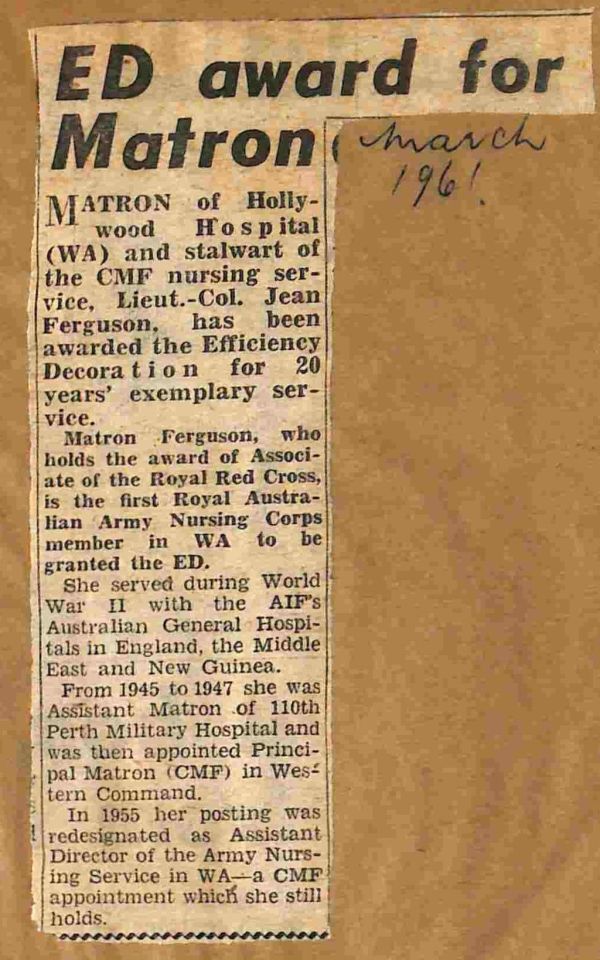 ED award for
Matron
March
1961.
MATRON of Holly-
wood Hospital
(WA) and stalwart of
the CMF nursing ser-
vice, Lieut.-Col. Jean
Ferguson, has been
awarded the Efficiency
Decoration for 20
years' exemplary ser-
vice.
Matron Ferguson, who
holds the award of Associ-
ate of the Royal Red Cross,
is the first Royal Austra-
lian Army Nursing Corps
member in WA to be
granted the ED.
She served during World
War II with the AIF's
Australian General Hospi-
tals in England, the Middle
East and New Guinea.
From 1945 to 1947 she was
Assistant Matron of 110th
Perth Military Hospital and
was then appointed Princi-
pal Matron (CMF) in Wes-
tern Command.
In 1955 her posting was
redesignated as Assistant
Director of the Army Nurs-
ing Service in WA—a CMF
appointment which she still
holds.